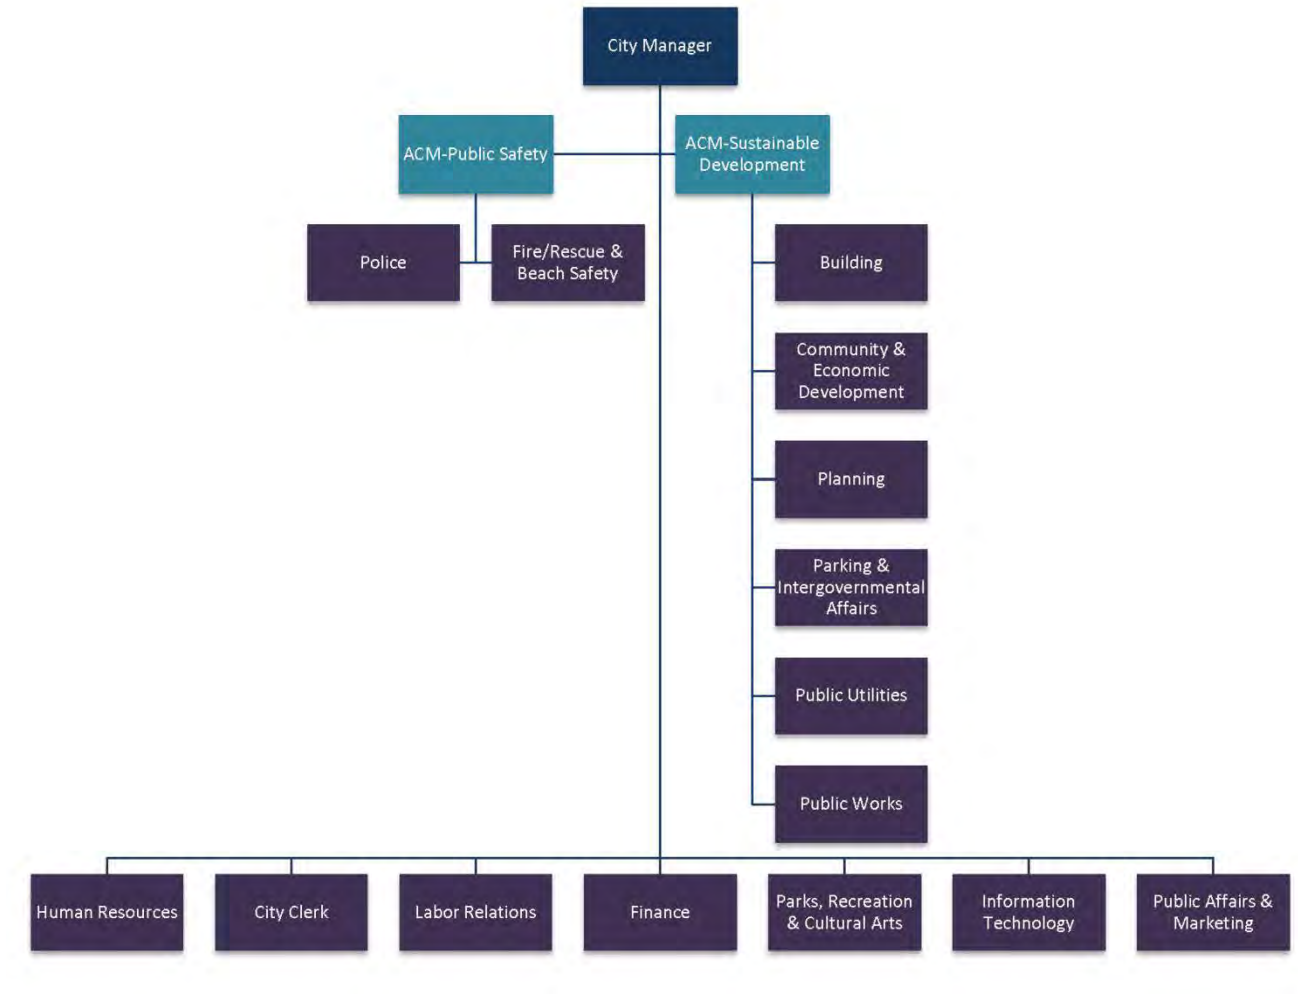 City Manager
ACM-Public Safety
ACM-Sustainable
Development
Police
Fire/Rescue &
Beach Safety
Building
Community &
Economic
Development
Planning
Parking &
Intergovernmental
Affairs
Public Utilities
Public Works
Human Resources
City Clerk
Labor Relations
Finance
Parks, Recreation
& Cultural Arts
Information
Technology
Public Affairs &
Marketing